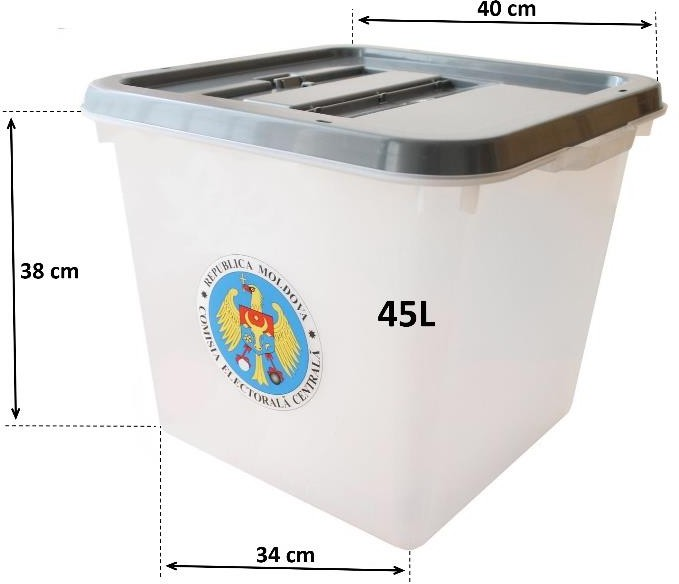 40 cm
38 cm
45L
REPUBLICA MOLDOVA
COMISIA ELECTORALĂ CENTRALĂ
34 cm